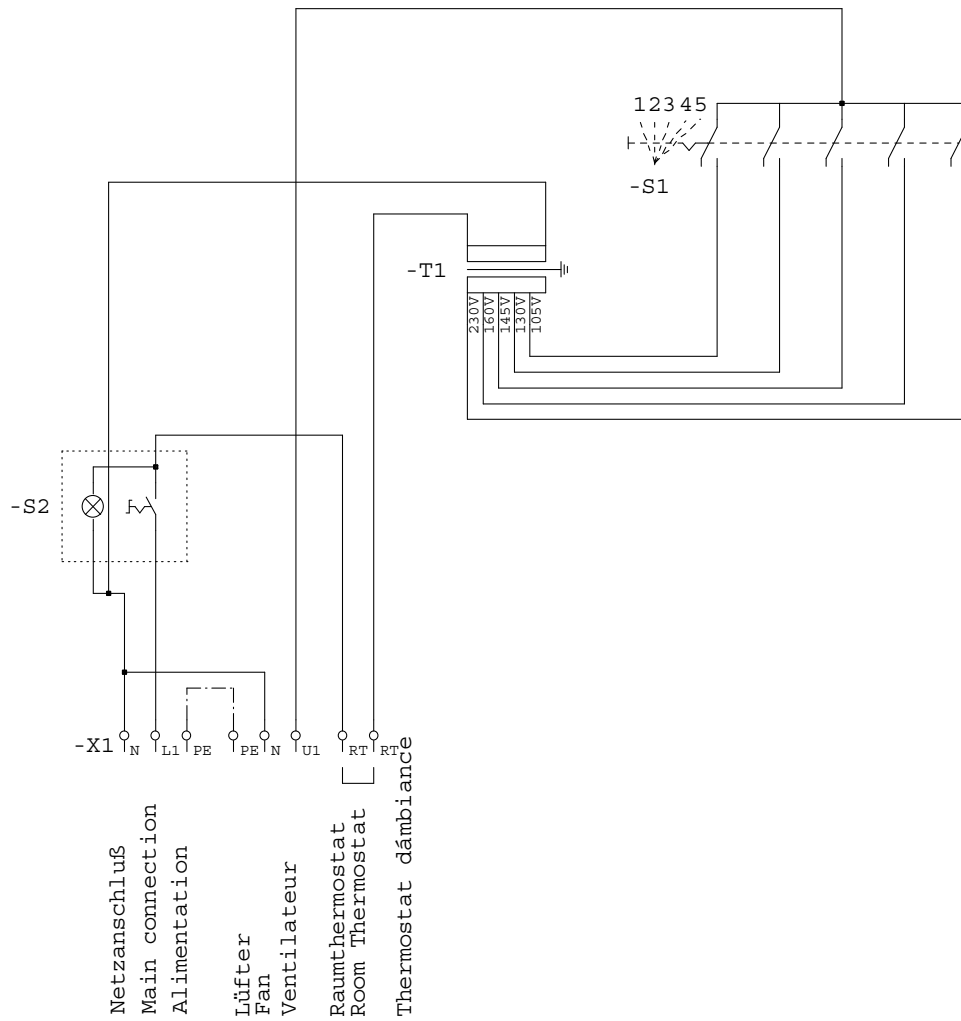 12345
-S1
-T1
230V
160V
145V
130V
105V
-S2
-X1
N
L1
PE
PE
N
U1
RT
RT
Netzanschluß
Main connection
Alimentation
Lüfter
Fan
Ventilateur
Raumthermostat
Room Thermostat
Thermostat dámbiance